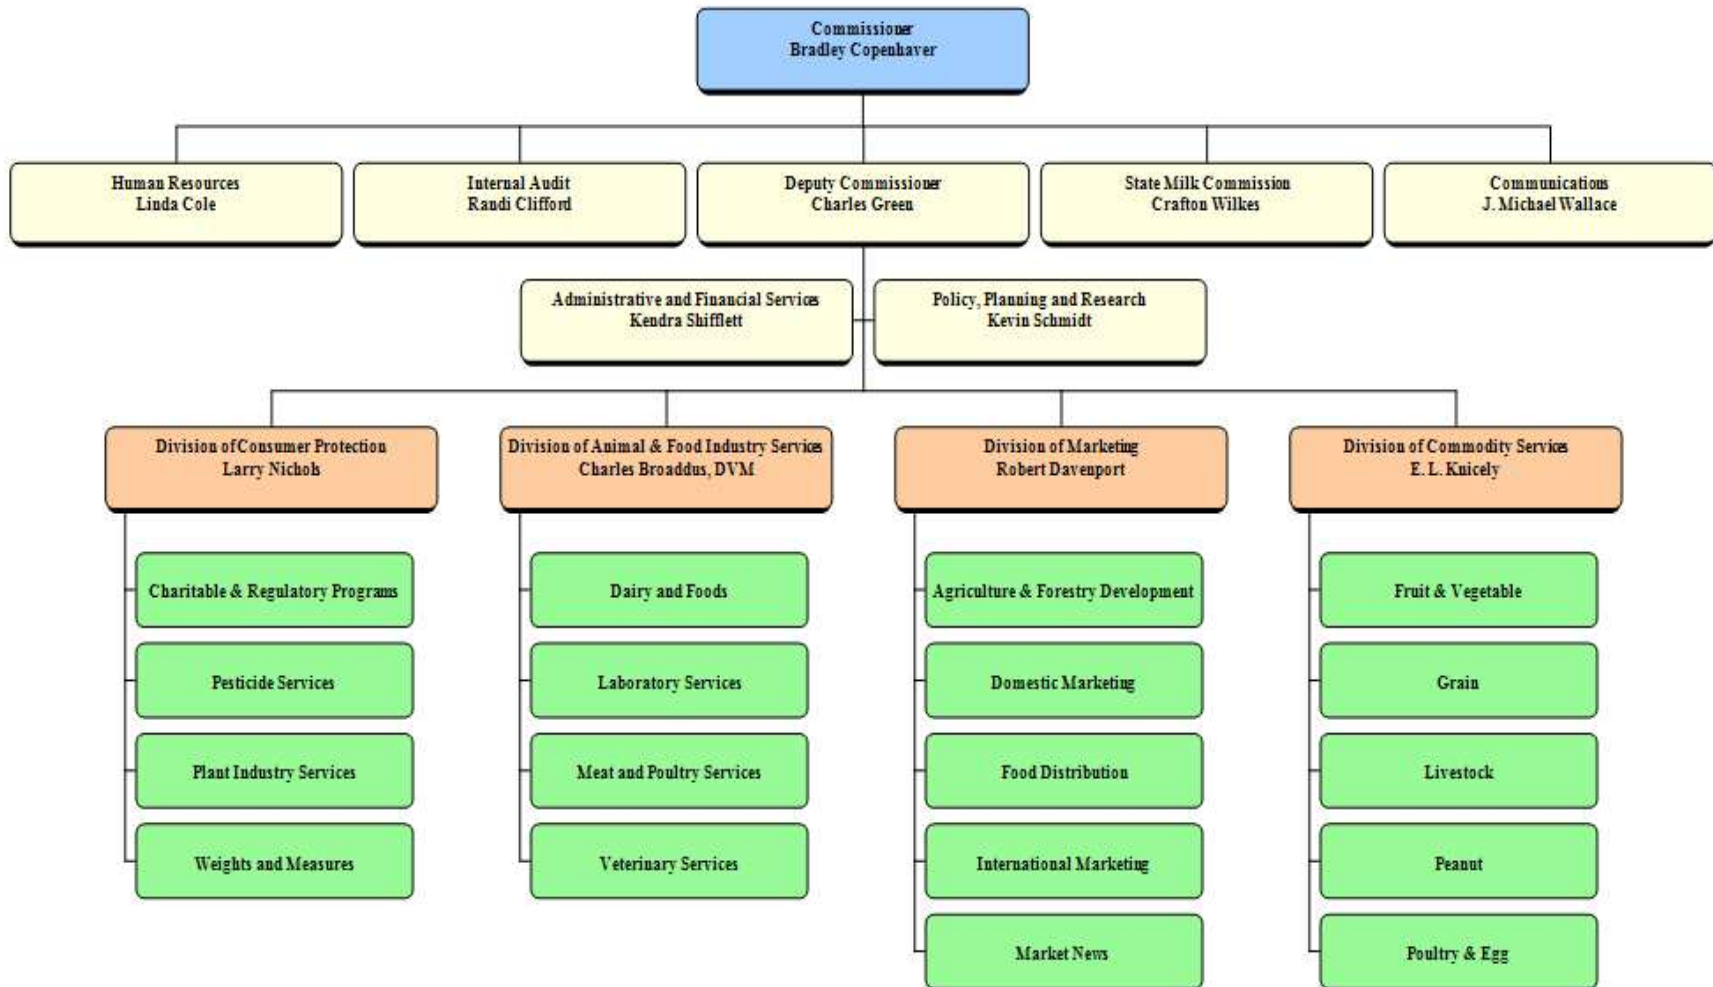 Commissioner
Bradley Copenhaver
Human Resources
Linda Cole
Internal Audit
Randi Clifford
Deputy Commissioner
Charles Green
State Milk Commission
Crafton Wilkes
Communications
J. Michael Wallace
Administrative and Financial Services
Kendra Shifflett
Policy, Planning and Research
Kevin Schmidt
Division of Consumer Protection
Larry Nichols
Division of Animal & Food Industry Services
Charles Broaddus, DVM
Division of Marketing
Robert Davenport
Division of Commodity Services
E. L. Knicely
Charitable & Regulatory Programs
Pesticide Services
Plant Industry Services
Weights and Measures
Dairy and Foods
Laboratory Services
Meat and Poultry Services
Veterinary Services
Agriculture & Forestry Development
Domestic Marketing
Food Distribution
International Marketing
Market News
Fruit & Vegetable
Grain
Livestock
Peanut
Poultry & Egg